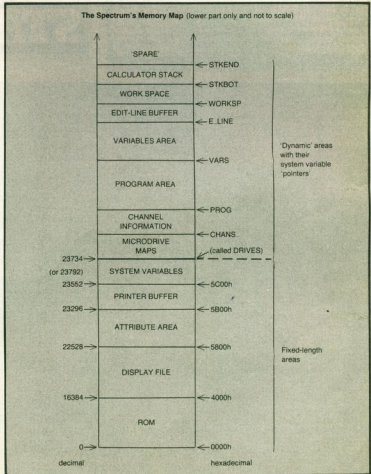 The Spectrum's Memory Map (lower part only and not to scale)
'SPARE'
STKEND
CALCULATOR STACK
STKBOT
WORK SPACE
WORKSP
EDIT-LINE BUFFER
E_LINE
VARIABLES AREA
'Dynamic' areas
with their
system variable
'pointers
VARS
PROGRAM AREA
PROG
CHANNEL
INFORMATION
CHANS
MICRODRIVE
MAPS
(called DRIVES)
23734
(or 23792)
SYSTEM VARIABLES
23552
5C00h
PRINTER BUFFER
23296
5B00h
ATTRIBUTE AREA
22528
5800h
Fixed-length
areas
DISPLAY FILE
16384
4000h
ROM
0
0000h
decimal
hexadecimal